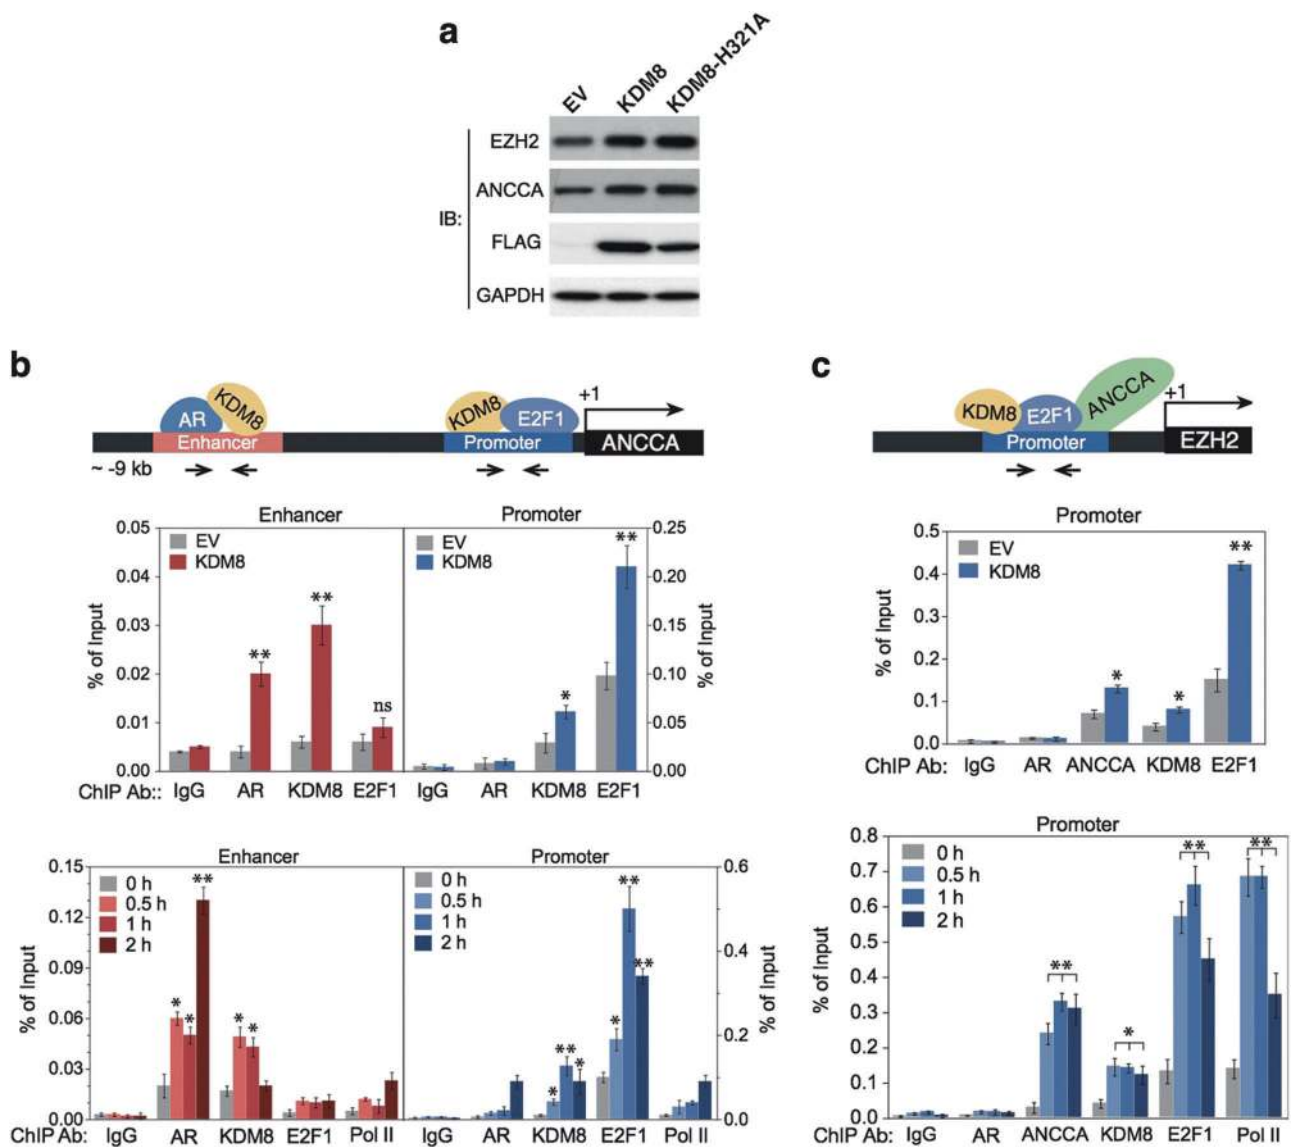 a
EV KDM8 KDM8-H321A
EZH2
ANCCA
IB:
FLAG
GAPDH
b
AR KDM8 KDM8 E2F1 +1
Enhancer Promoter ANCCA
~ -9 kb
Enhancer Promoter
0.05 0.04 0.03 0.02 0.01 0.00
% of Input
EV
KDM8
** ** ns
EV
KDM8
* **
0.25 0.20 0.15 0.10 0.05 0.00
% of Input
ChIP Ab:: IgG AR KDM8 E2F1 IgG AR KDM8 E2F1
Enhancer Promoter
0.15 0.12 0.09 0.06 0.03 0.00
% of Input
0 h
0.5 h
1 h
2 h
* * ** * *
0 h
0.5 h
1 h
2 h
* ** * * ** **
0.6 0.4 0.2 0.0
% of Input
ChIP Ab: IgG AR KDM8 E2F1 Pol II IgG AR KDM8 E2F1 Pol II
c
KDM8 E2F1 ANCCA +1
Promoter EZH2
Promoter
0.5 0.4 0.3 0.2 0.1 0.0
% of Input
EV
KDM8
* * **
ChIP Ab: IgG AR ANCCA KDM8 E2F1
Promoter
0.8 0.7 0.6 0.5 0.4 0.3 0.2 0.1 0.0
% of Input
0 h
0.5 h
1 h
2 h
** * ** **
ChIP Ab: IgG AR ANCCA KDM8 E2F1 Pol II